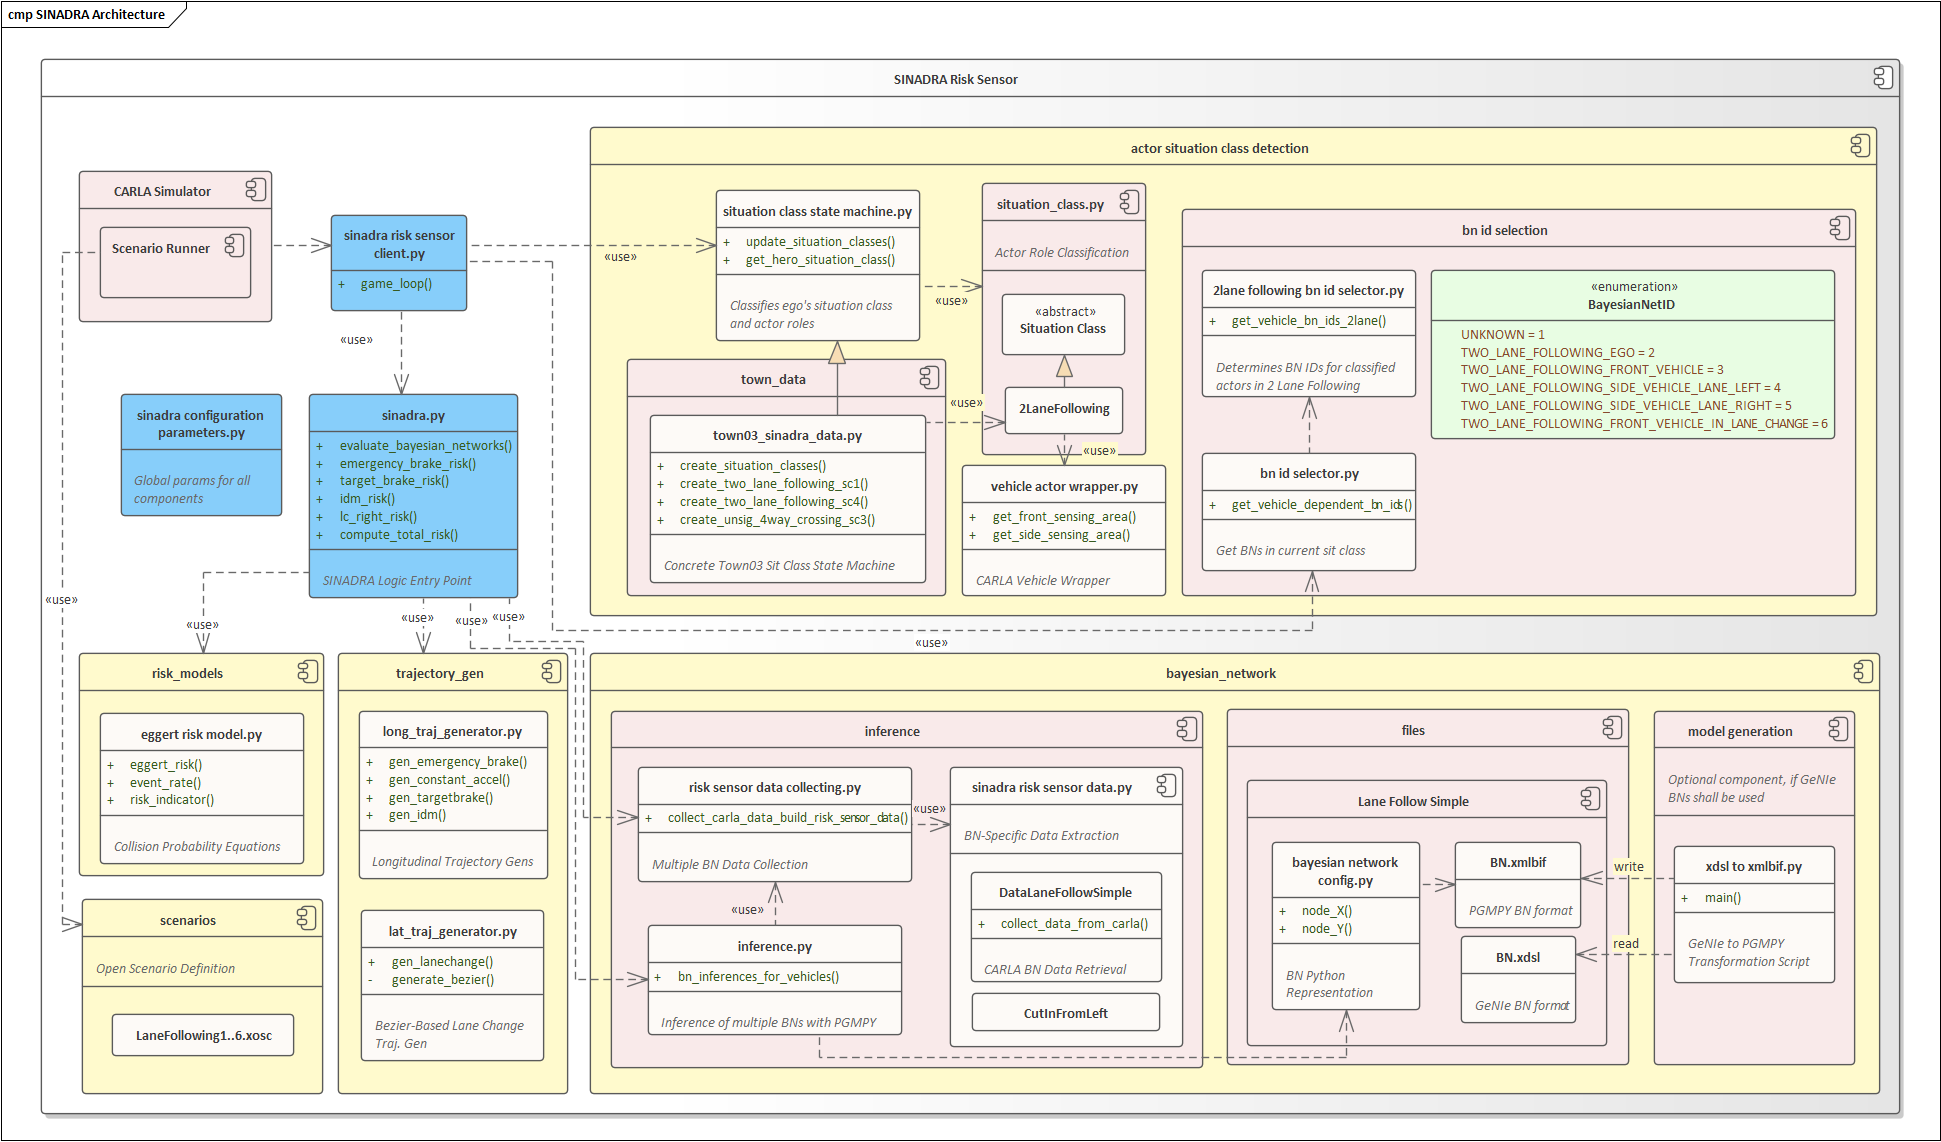 cmp SINADRA Architecture
SINADRA Risk Sensor
CARLA Simulator
Scenario Runner
sinadra risk sensor
client.py
+ game_loop()
«use»
«use»
sinadra configuration
parameters.py
Global params for all
components
sinadra.py
+ evaluate_bayesian_networks()
+ emergency_brake_risk()
+ target_brake_risk()
+ idm_risk()
+ lc_right_risk()
+ compute_total_risk()
SINADRA Logic Entry Point
«use»
«use»
«use»
«use»
«use»
«use»
actor situation class detection
situation class state machine.py
+ update_situation_classes()
+ get_hero_situation_class()
Classifies ego's situation class
and actor roles
«use»
situation_class.py
Actor Role Classification
«abstract»
Situation Class
2LaneFollowing
«use»
«use»
town_data
town03_sinadra_data.py
+ create_situation_classes()
+ create_two_lane_following_sc1()
+ create_two_lane_following_sc4()
+ create_unsig_4way_crossing_sc3()
Concrete Town03 Sit Class State Machine
vehicle actor wrapper.py
+ get_front_sensing_area()
+ get_side_sensing_area()
CARLA Vehicle Wrapper
bn id selection
2lane following bn id selector.py
+ get_vehicle_bn_ids_2lane()
Determines BN IDs for classified
actors in 2 Lane Following
«enumeration»
BayesianNetID
UNKNOWN = 1
TWO_LANE_FOLLOWING_EGO = 2
TWO_LANE_FOLLOWING_FRONT_VEHICLE = 3
TWO_LANE_FOLLOWING_SIDE_VEHICLE_LANE_LEFT = 4
TWO_LANE_FOLLOWING_SIDE_VEHICLE_LANE_RIGHT = 5
TWO_LANE_FOLLOWING_FRONT_VEHICLE_IN_LANE_CHANGE = 6
bn id selector.py
+ get_vehicle_dependent_bn_ids()
Get BNs in current sit class
risk_models
eggert risk model.py
+ eggert_risk()
+ event_rate()
+ risk_indicator()
Collision Probability Equations
scenarios
Open Scenario Definition
LaneFollowing1..6.xosc
trajectory_gen
long_traj_generator.py
+ gen_emergency_brake()
+ gen_constant_accel()
+ gen_targetbrake()
+ gen_idm()
Longitudinal Trajectory Gens
lat_traj_generator.py
+ gen_lanechange()
- generate_bezier()
Bezier-Based Lane Change
Traj. Gen
bayesian_network
inference
risk sensor data collecting.py
+ collect_carla_data_build_risk_sensor_data()
Multiple BN Data Collection
«use»
«use»
inference.py
+ bn_inferences_for_vehicles()
Inference of multiple BNs with PGMPY
sinadra risk sensor data.py
BN-Specific Data Extraction
DataLaneFollowSimple
+ collect_data_from_carla()
CARLA BN Data Retrieval
CutInFromLeft
files
Lane Follow Simple
bayesian network
config.py
+ node_X()
+ node_Y()
BN Python
Representation
BN.xmlbif
PGMPY BN format
BN.xdsl
GeNIe BN format
write
read
model generation
Optional component, if GeNIe
BNs shall be used
xdsl to xmlbif.py
+ main()
GeNIe to PGMPY
Transformation Script